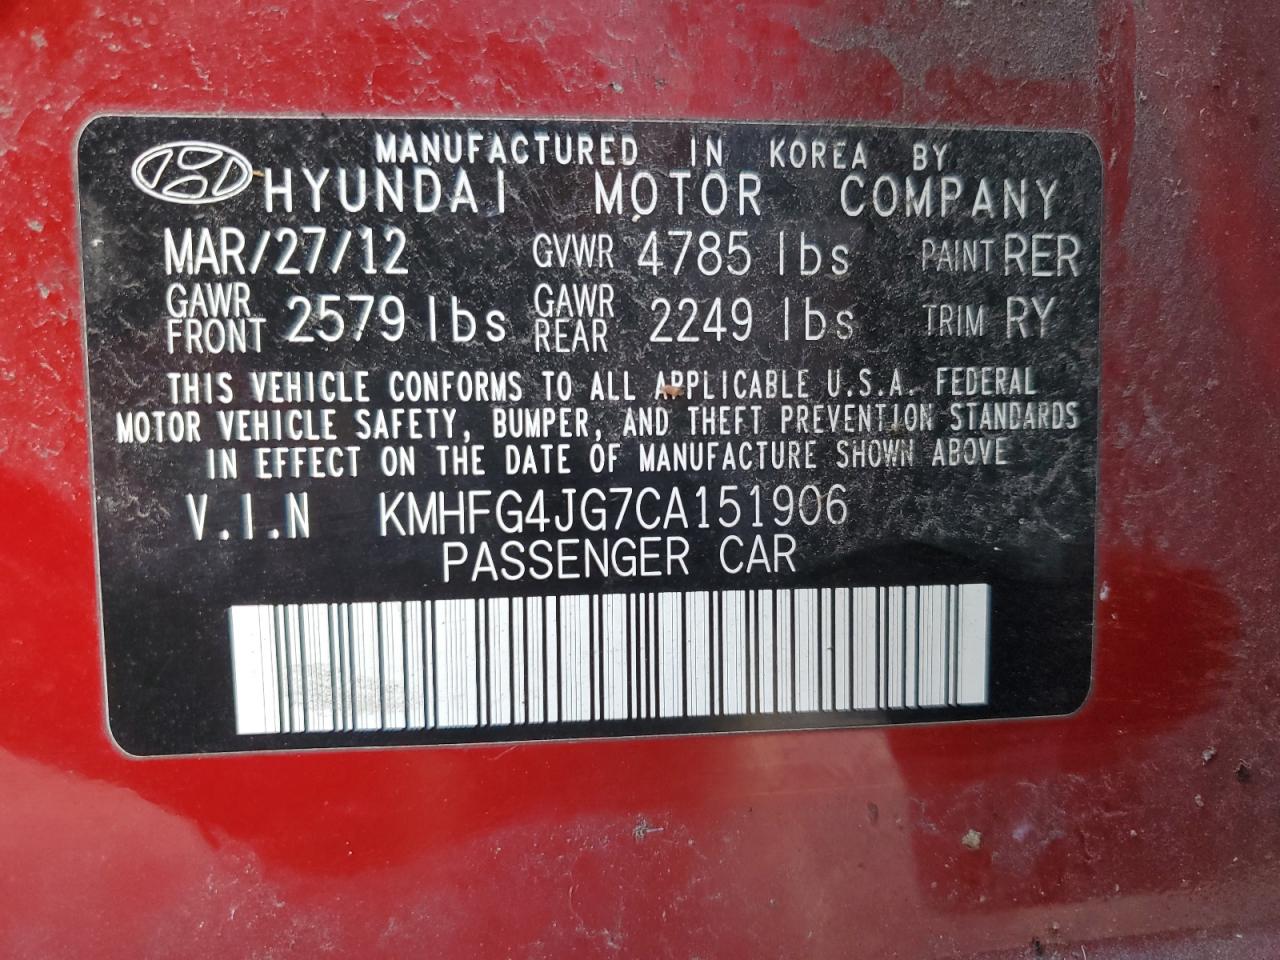 MANUFACTURED IN KOREA BY
HYUNDAI MOTOR COMPANY
MAR/27/12 GVWR 4785 lbs PAINT RER
GAWR FRONT 2579 lbs GAWR REAR 2249 lbs TRIM RY
THIS VEHICLE CONFORMS TO ALL APPLICABLE U.S.A. FEDERAL
MOTOR VEHICLE SAFETY, BUMPER, AND THEFT PREVENTION STANDARDS
IN EFFECT ON THE DATE OF MANUFACTURE SHOWN ABOVE
V.I.N KMHFG4JG7CA151906
PASSENGER CAR